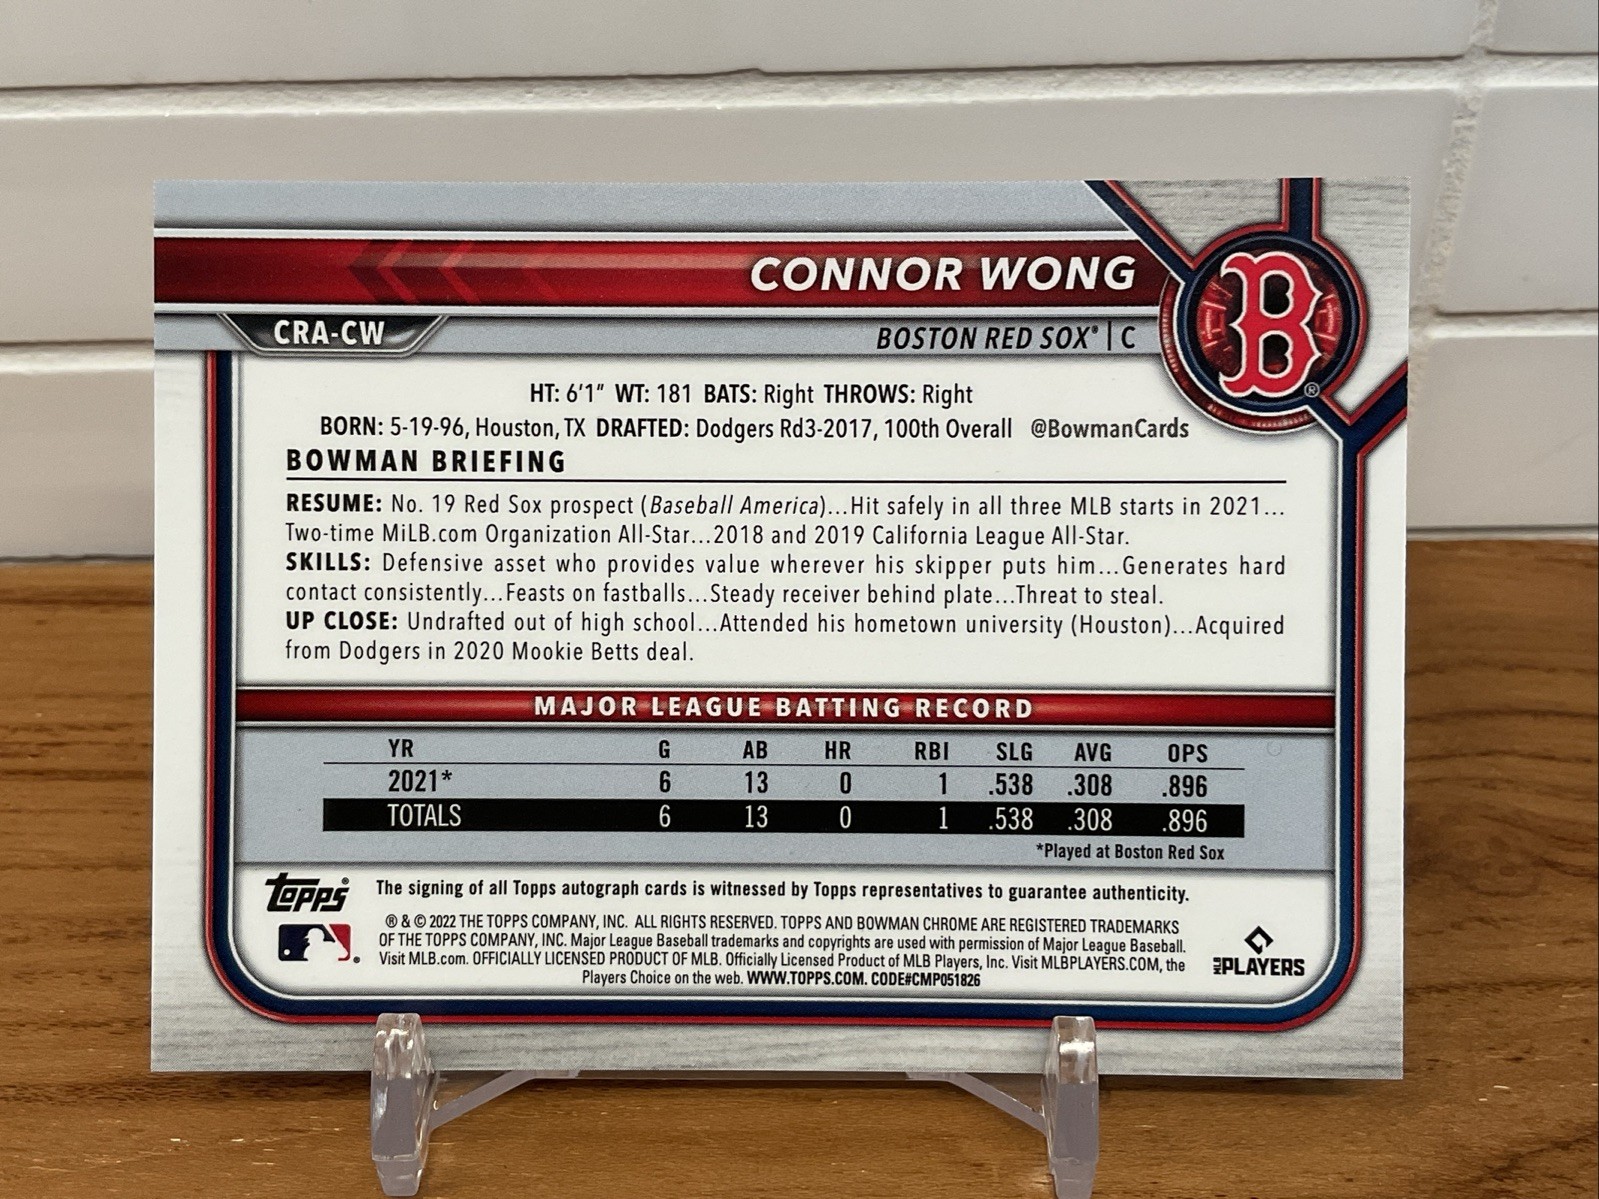 CONNOR WONG
CRA-CW
BOSTON RED SOX® | C
B
®
HT: 6'1" WT: 181 BATS: Right THROWS: Right
BORN: 5-19-96, Houston, TX DRAFTED: Dodgers Rd3-2017, 100th Overall @BowmanCards
BOWMAN BRIEFING
RESUME: No. 19 Red Sox prospect (Baseball America)...Hit safely in all three MLB starts in 2021...
Two-time MiLB.com Organization All-Star...2018 and 2019 California League All-Star.
SKILLS: Defensive asset who provides value wherever his skipper puts him...Generates hard
contact consistently...Feasts on fastballs...Steady receiver behind plate...Threat to steal.
UP CLOSE: Undrafted out of high school...Attended his hometown university (Houston)...Acquired
from Dodgers in 2020 Mookie Betts deal.
MAJOR LEAGUE BATTING RECORD
YR G AB HR RBI SLG AVG OPS
2021* 6 13 0 1 .538 .308 .896
TOTALS 6 13 0 1 .538 .308 .896
*Played at Boston Red Sox
Topps® The signing of all Topps autograph cards is witnessed by Topps representatives to guarantee authenticity.
® & © 2022 THE TOPPS COMPANY, INC. ALL RIGHTS RESERVED. TOPPS AND BOWMAN CHROME ARE REGISTERED TRADEMARKS
OF THE TOPPS COMPANY, INC. Major League Baseball trademarks and copyrights are used with permission of Major League Baseball.
Visit MLB.com. OFFICIALLY LICENSED PRODUCT OF MLB. Officially Licensed Product of MLB Players, Inc. Visit MLBPLAYERS.COM, the
Players Choice on the web. WWW.TOPPS.COM. CODE#CMP051826
MLB PLAYERS